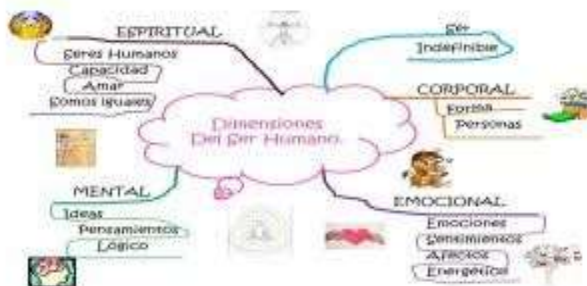 Dimensiones
Del Ser Humano.
ESPIRITUAL
Seres Humanos
Capacidad
Amar
Somos iguales
Ser
Indefinible
CORPORAL
Forma
Personas
MENTAL
Ideas
Pensamientos
Lógico
EMOCIONAL
Emociones
Sentimientos
Afectos
Energética